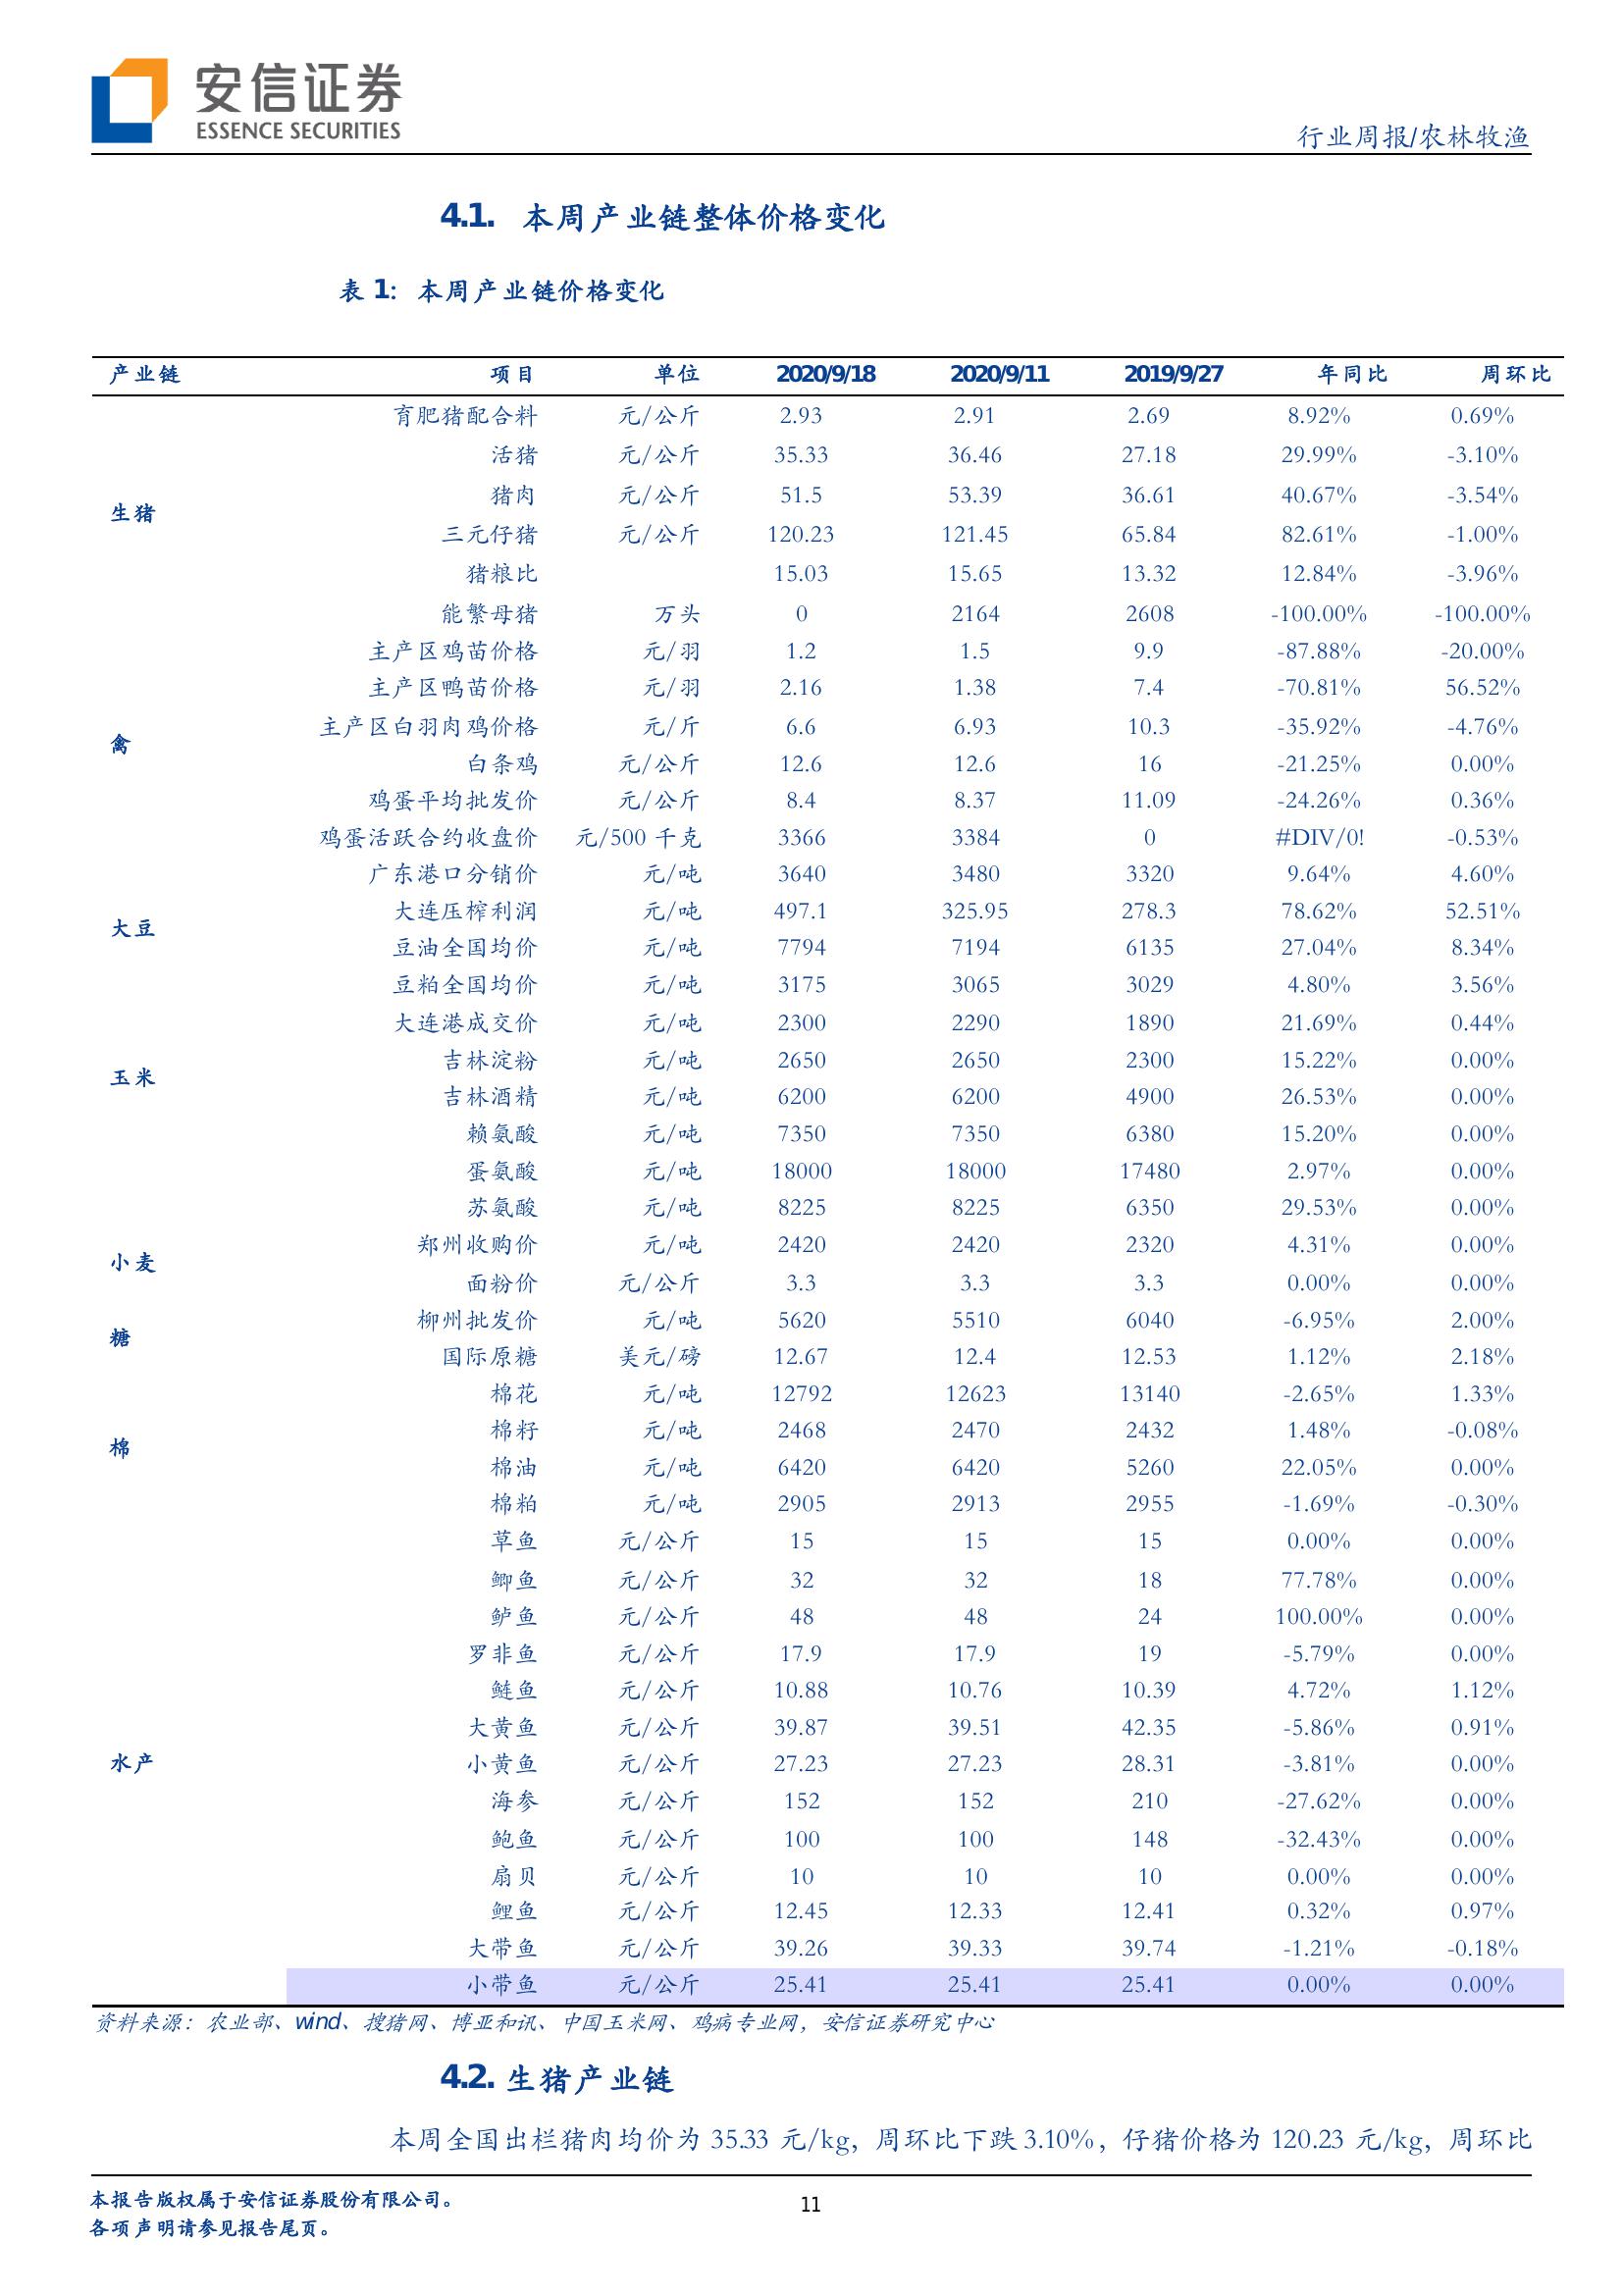 安信证券
ESSENCE SECURITIES
行业周报/农林牧渔
4.1. 本周产业链整体价格变化
表 1: 本周产业链价格变化
产业链 项目 单位 2020/9/18 2020/9/11 2019/9/27 年同比 周环比
育肥猪配合料 元/公斤 2.93 2.91 2.69 8.92% 0.69%
活猪 元/公斤 35.33 36.46 27.18 29.99% -3.10%
猪肉 元/公斤 51.5 53.39 36.61 40.67% -3.54%
生猪
三元仔猪 元/公斤 120.23 121.45 65.84 82.61% -1.00%
猪粮比 15.03 15.65 13.32 12.84% -3.96%
能繁母猪 万头 0 2164 2608 -100.00% -100.00%
主产区鸡苗价格 元/羽 1.2 1.5 9.9 -87.88% -20.00%
主产区鸭苗价格 元/羽 2.16 1.38 7.4 -70.81% 56.52%
主产区白羽肉鸡价格 元/斤 6.6 6.93 10.3 -35.92% -4.76%
禽
白条鸡 元/公斤 12.6 12.6 16 -21.25% 0.00%
鸡蛋平均批发价 元/公斤 8.4 8.37 11.09 -24.26% 0.36%
鸡蛋活跃合约收盘价 元/500 千克 3366 3384 0 #DIV/0! -0.53%
广东港口分销价 元/吨 3640 3480 3320 9.64% 4.60%
大连压榨利润 元/吨 497.1 325.95 278.3 78.62% 52.51%
大豆
豆油全国均价 元/吨 7794 7194 6135 27.04% 8.34%
豆粕全国均价 元/吨 3175 3065 3029 4.80% 3.56%
大连港成交价 元/吨 2300 2290 1890 21.69% 0.44%
吉林淀粉 元/吨 2650 2650 2300 15.22% 0.00%
玉米
吉林酒精 元/吨 6200 6200 4900 26.53% 0.00%
赖氨酸 元/吨 7350 7350 6380 15.20% 0.00%
蛋氨酸 元/吨 18000 18000 17480 2.97% 0.00%
苏氨酸 元/吨 8225 8225 6350 29.53% 0.00%
郑州收购价 元/吨 2420 2420 2320 4.31% 0.00%
小麦
面粉价 元/公斤 3.3 3.3 3.3 0.00% 0.00%
柳州批发价 元/吨 5620 5510 6040 -6.95% 2.00%
糖
国际原糖 美元/磅 12.67 12.4 12.53 1.12% 2.18%
棉花 元/吨 12792 12623 13140 -2.65% 1.33%
棉籽 元/吨 2468 2470 2432 1.48% -0.08%
棉
棉油 元/吨 6420 6420 5260 22.05% 0.00%
棉粕 元/吨 2905 2913 2955 -1.69% -0.30%
草鱼 元/公斤 15 15 15 0.00% 0.00%
鲫鱼 元/公斤 32 32 18 77.78% 0.00%
鲈鱼 元/公斤 48 48 24 100.00% 0.00%
罗非鱼 元/公斤 17.9 17.9 19 -5.79% 0.00%
鲢鱼 元/公斤 10.88 10.76 10.39 4.72% 1.12%
大黄鱼 元/公斤 39.87 39.51 42.35 -5.86% 0.91%
水产 小黄鱼 元/公斤 27.23 27.23 28.31 -3.81% 0.00%
海参 元/公斤 152 152 210 -27.62% 0.00%
鲍鱼 元/公斤 100 100 148 -32.43% 0.00%
扇贝 元/公斤 10 10 10 0.00% 0.00%
鲤鱼 元/公斤 12.45 12.33 12.41 0.32% 0.97%
大带鱼 元/公斤 39.26 39.33 39.74 -1.21% -0.18%
小带鱼 元/公斤 25.41 25.41 25.41 0.00% 0.00%
资料来源：农业部、wind、搜猪网、博亚和讯、中国玉米网、鸡病专业网，安信证券研究中心
4.2. 生猪产业链
本周全国出栏猪肉均价为 35.33 元/kg，周环比下跌 3.10%，仔猪价格为 120.23 元/kg，周环比
本报告版权属于安信证券股份有限公司。
11
各项声明请参见报告尾页。